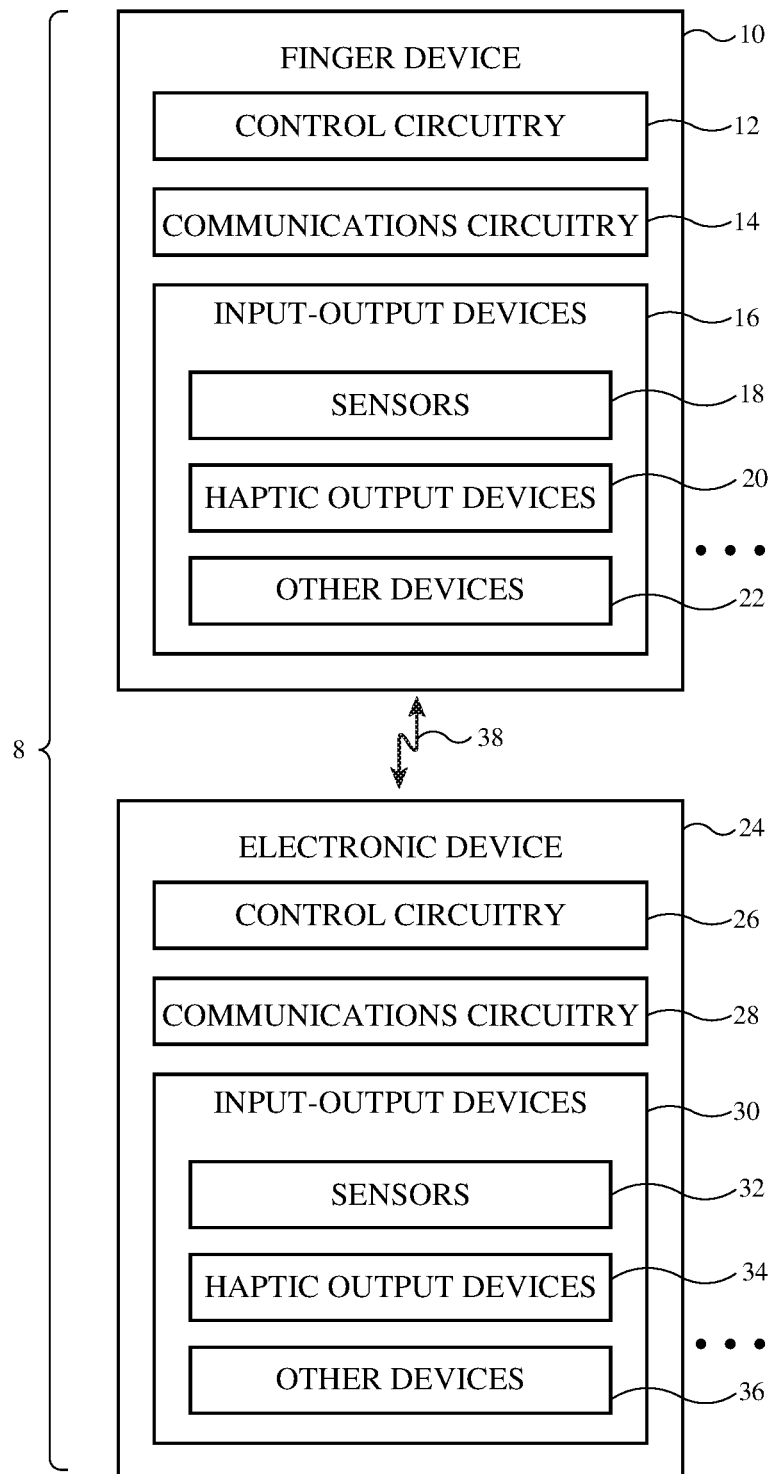 10
FINGER DEVICE
CONTROL CIRCUITRY
12
COMMUNICATIONS CIRCUITRY
14
INPUT-OUTPUT DEVICES
16
SENSORS
18
HAPTIC OUTPUT DEVICES
20
OTHER DEVICES
22
8
38
24
ELECTRONIC DEVICE
CONTROL CIRCUITRY
26
COMMUNICATIONS CIRCUITRY
28
INPUT-OUTPUT DEVICES
30
SENSORS
32
HAPTIC OUTPUT DEVICES
34
OTHER DEVICES
36